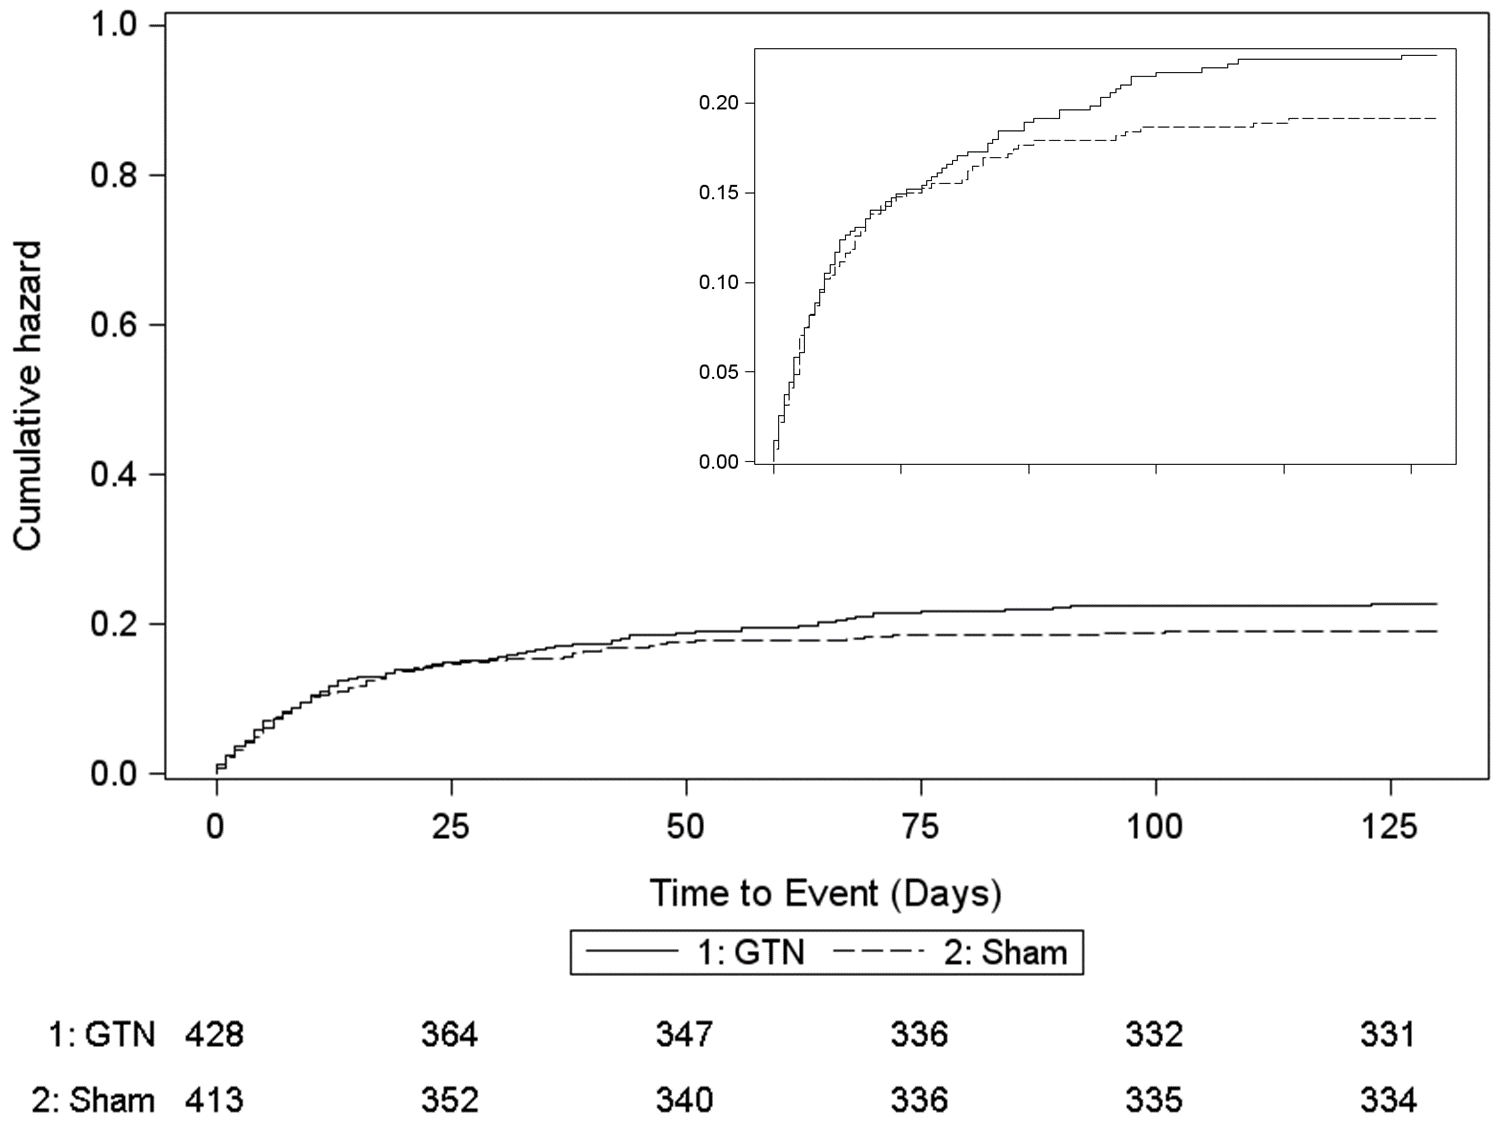 Cumulative hazard
1.0
0.8
0.6
0.4
0.2
0.0
0.20
0.15
0.10
0.05
0.00
0 25 50 75 100 125
Time to Event (Days)
1: GTN 2: Sham
1: GTN 428 364 347 336 332 331
2: Sham 413 352 340 336 335 334